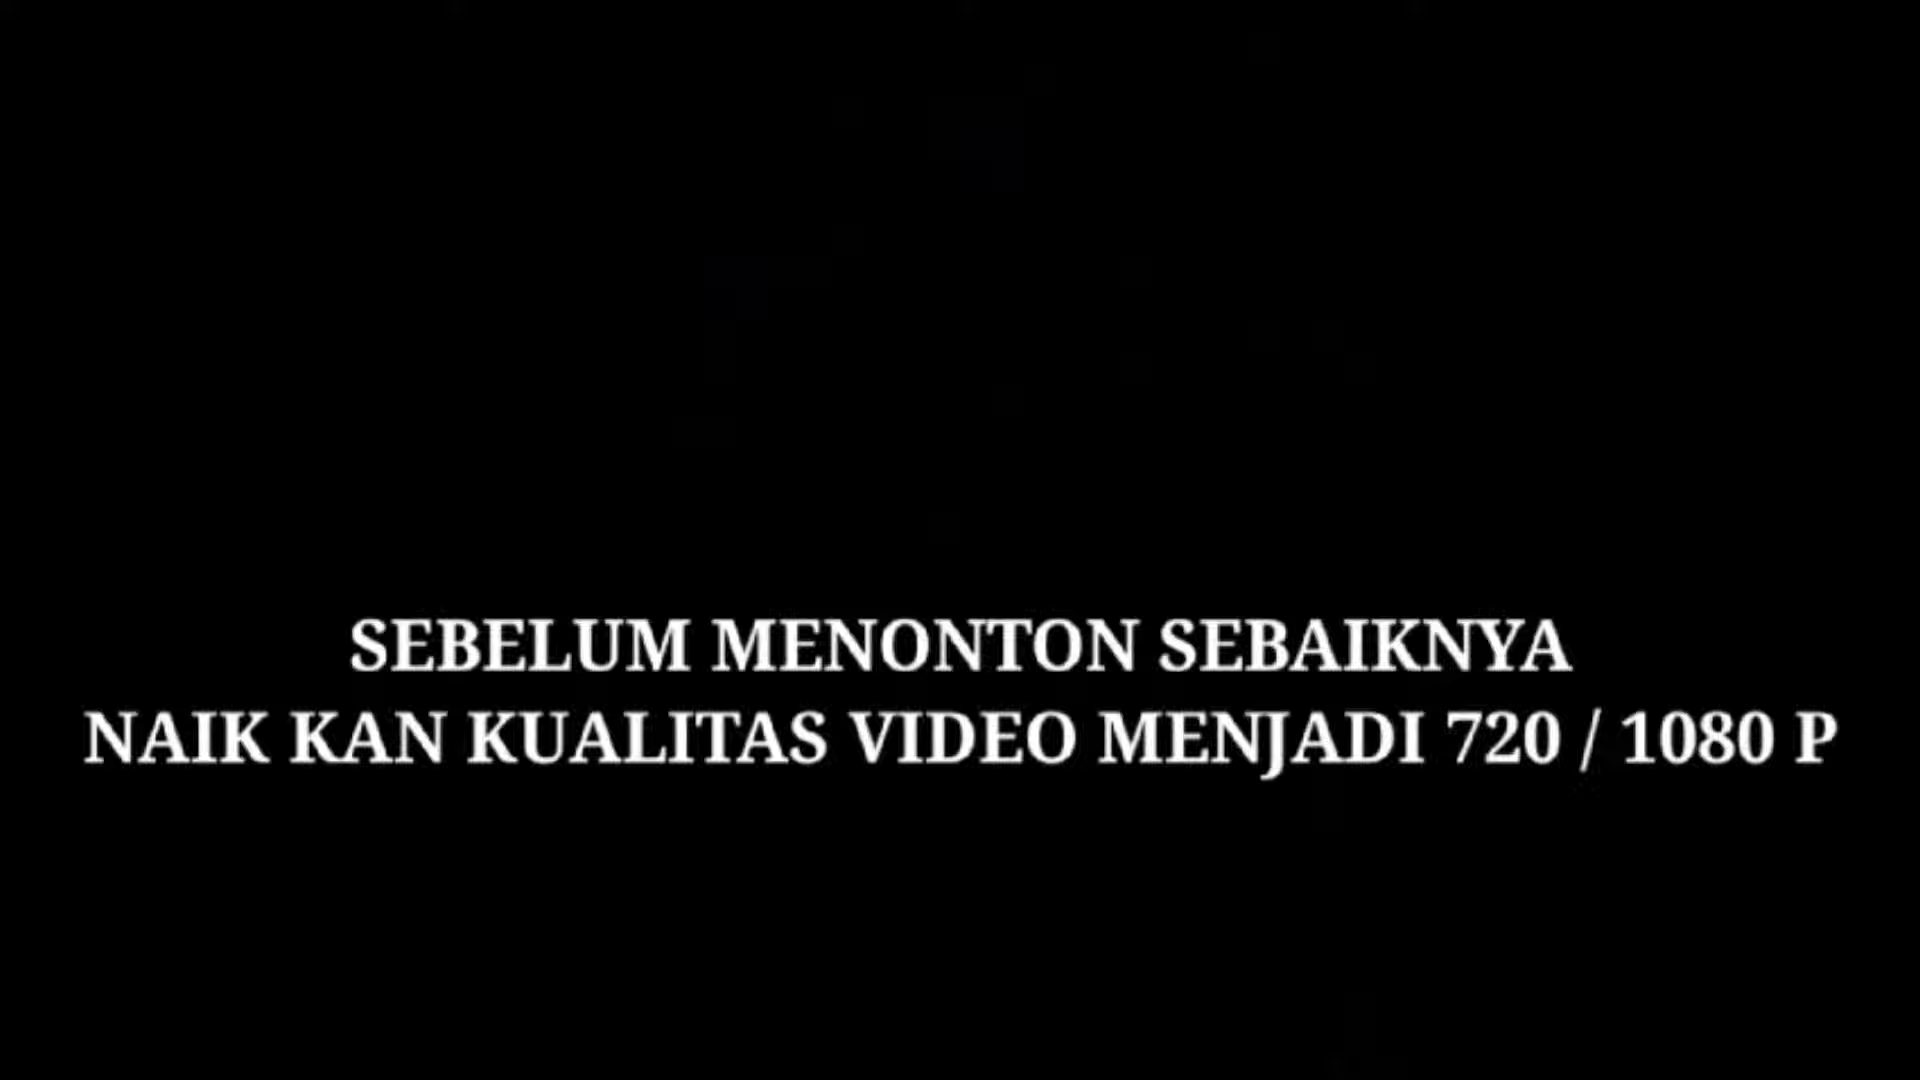 SEBELUM MENONTON SEBAIKNYA
NAIK KAN KUALITAS VIDEO MENJADI 720 / 1080 P